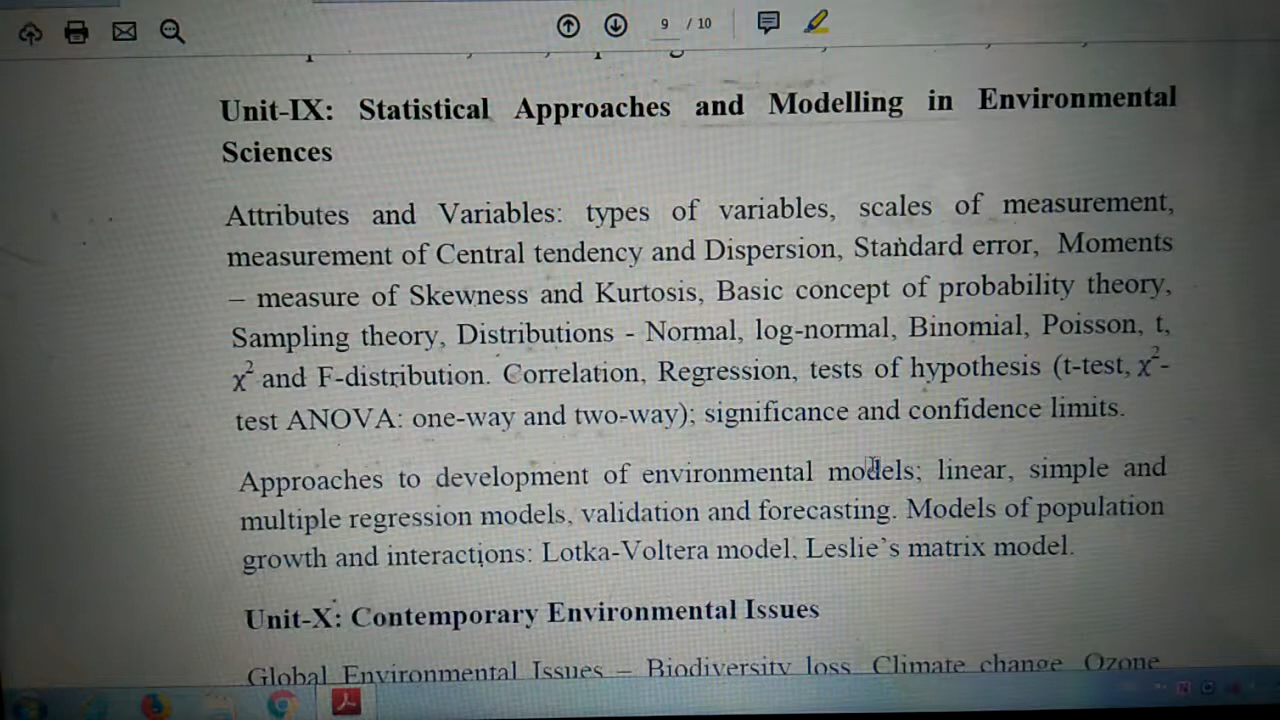 9 / 10
Unit-IX: Statistical Approaches and Modelling in Environmental
Sciences
Attributes and Variables: types of variables, scales of measurement,
measurement of Central tendency and Dispersion, Standard error, Moments
– measure of Skewness and Kurtosis, Basic concept of probability theory,
Sampling theory, Distributions - Normal, log-normal, Binomial, Poisson, t,
χ² and F-distribution. Correlation, Regression, tests of hypothesis (t-test, χ²-
test ANOVA: one-way and two-way); significance and confidence limits.
Approaches to development of environmental models; linear, simple and
multiple regression models, validation and forecasting. Models of population
growth and interactions: Lotka-Voltera model, Leslie's matrix model.
Unit-X: Contemporary Environmental Issues
Global Environmental Issues – Biodiversity loss Climate change Ozone